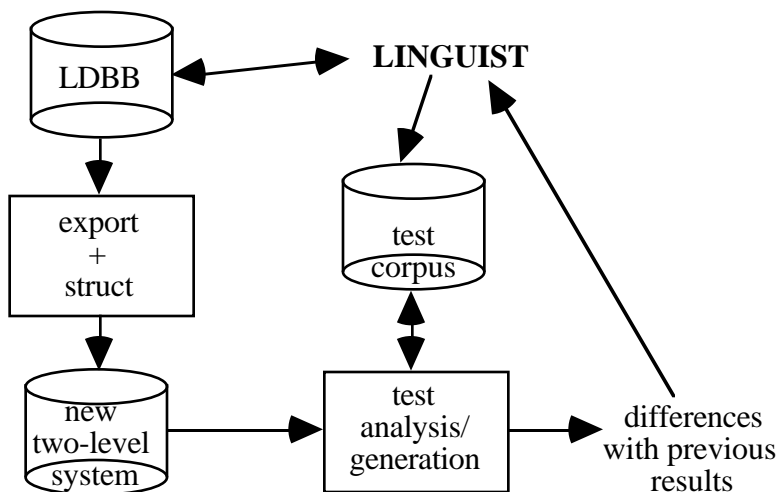 LDBB
LINGUIST
export
+
struct
test
corpus
new
two-level
system
test
analysis/
generation
differences
with previous
results